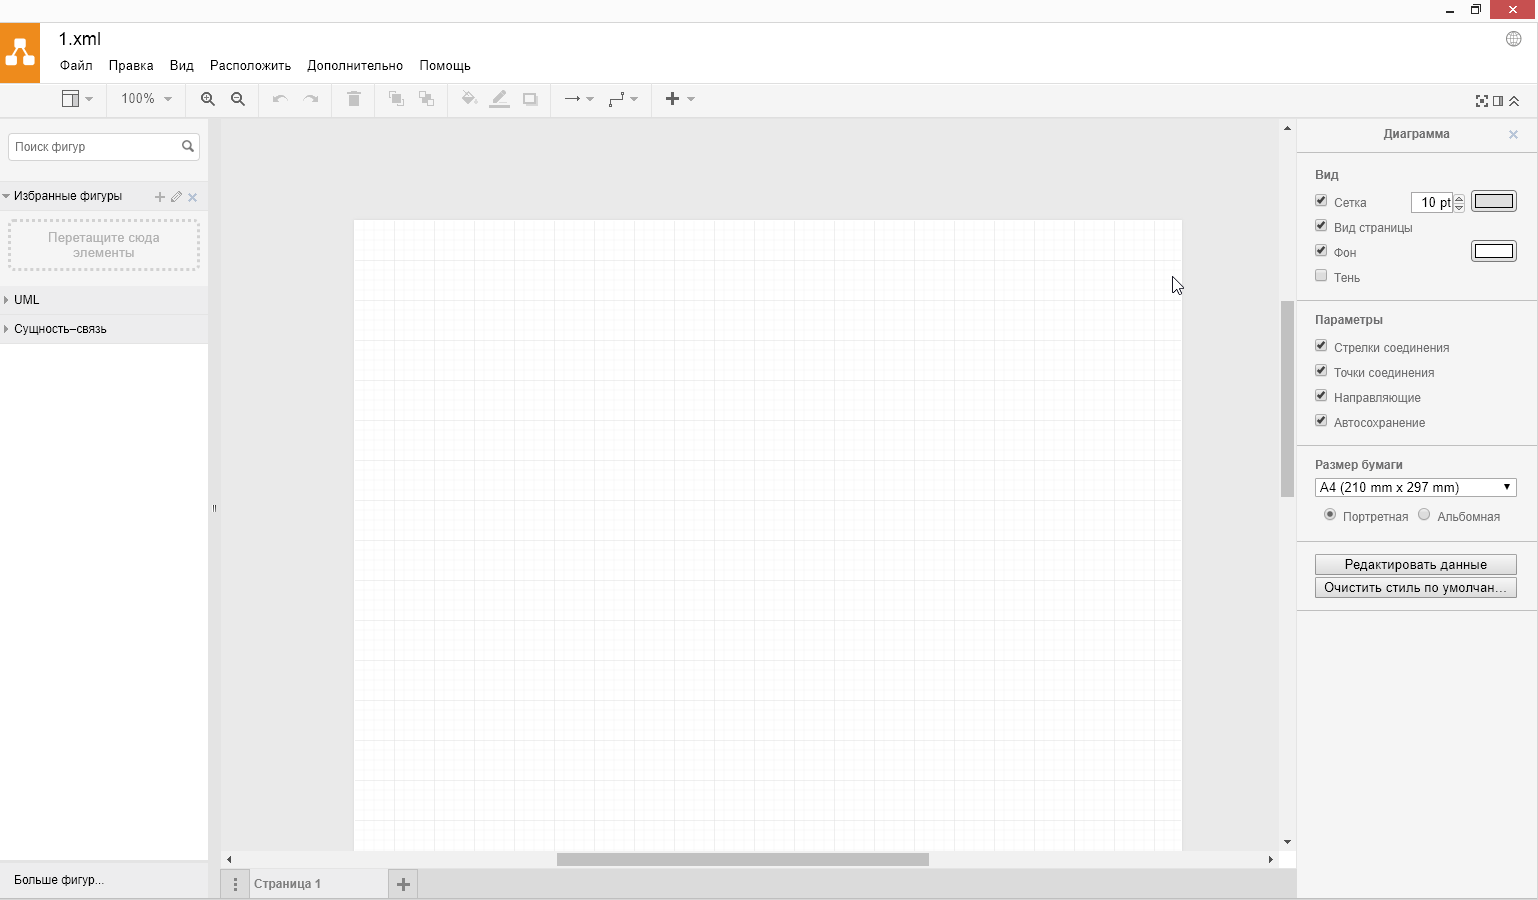 1.xml
Файл Правка Вид Расположить Дополнительно Помощь
100%
Поиск фигур
Избранные фигуры
Перетащите сюда
элементы
UML
Сущность–связь
Больше фигур...
Страница 1
Диаграмма
Вид
Сетка 10 pt
Вид страницы
Фон
Тень
Параметры
Стрелки соединения
Точки соединения
Направляющие
Автосохранение
Размер бумаги
A4 (210 mm x 297 mm)
Портретная Альбомная
Редактировать данные
Очистить стиль по умолчан...